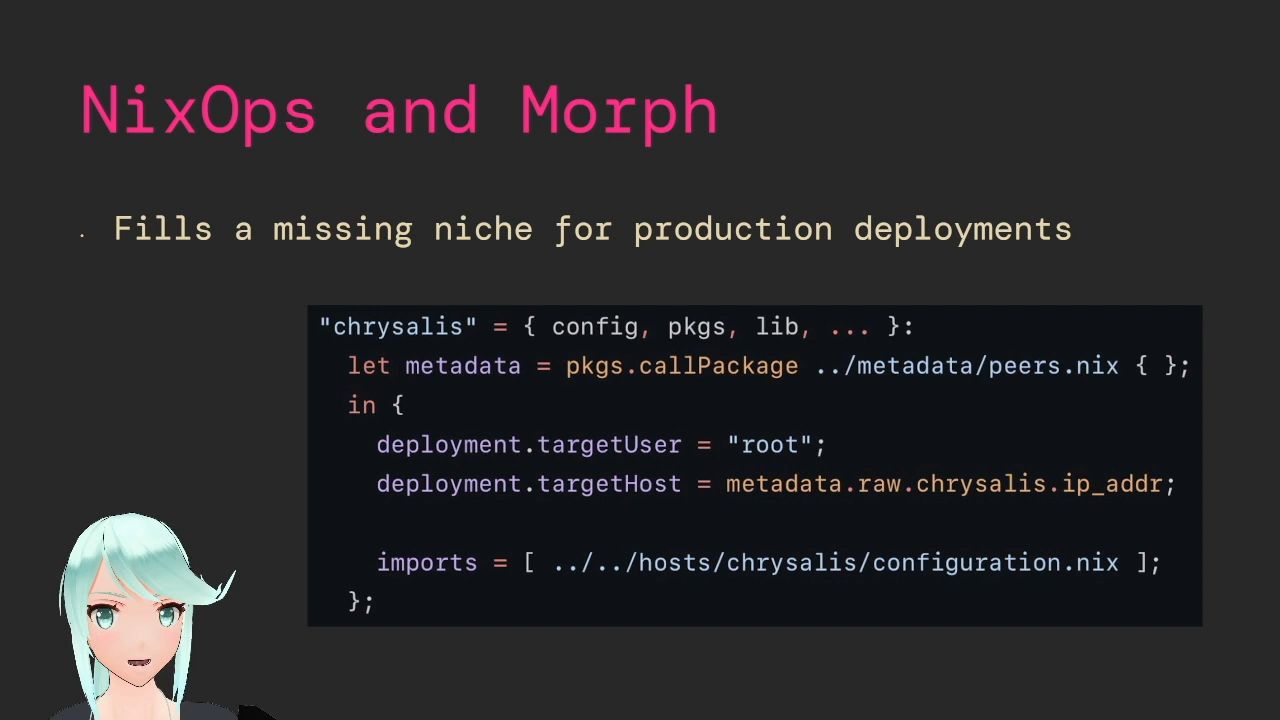 NixOps and Morph
· Fills a missing niche for production deployments
"chrysalis" = { config, pkgs, lib, ... }:
  let metadata = pkgs.callPackage ../metadata/peers.nix { };
  in {
    deployment.targetUser = "root";
    deployment.targetHost = metadata.raw.chrysalis.ip_addr;

    imports = [ ../../hosts/chrysalis/configuration.nix ];
  };